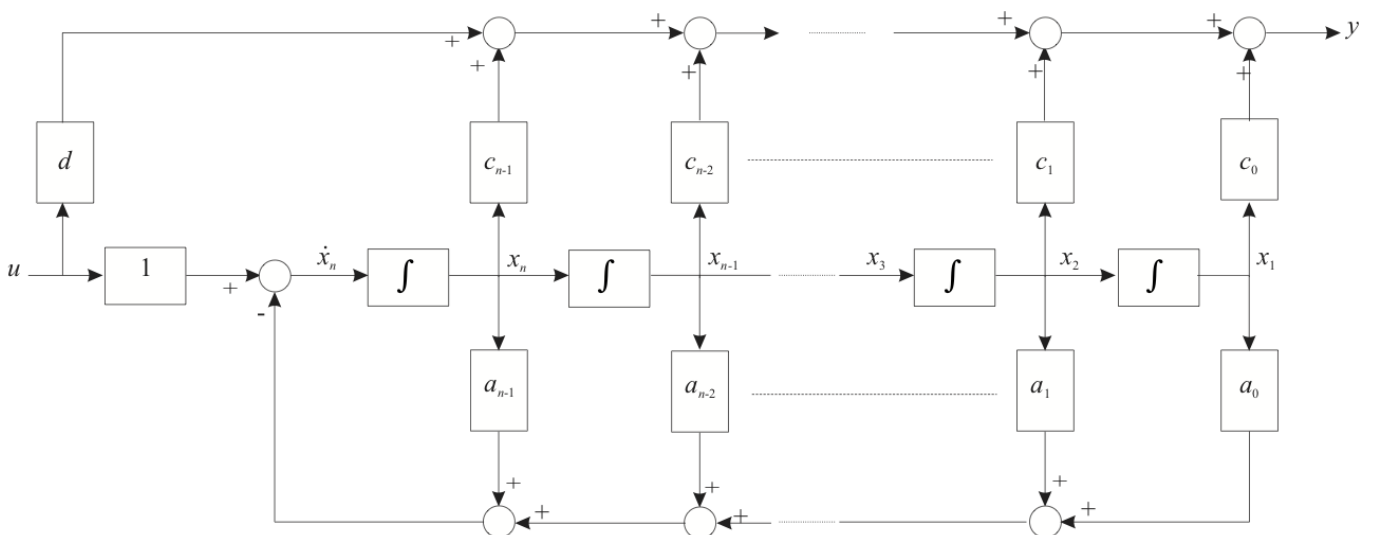 + + + + y
+ + + + +
d c_{n-1} c_{n-2} c_1 c_0
u 1 + ẋ_n ∫ x_n ∫ x_{n-1} x_3 ∫ x_2 ∫ x_1
-
a_{n-1} a_{n-2} a_1 a_0
+ + +
+ + +